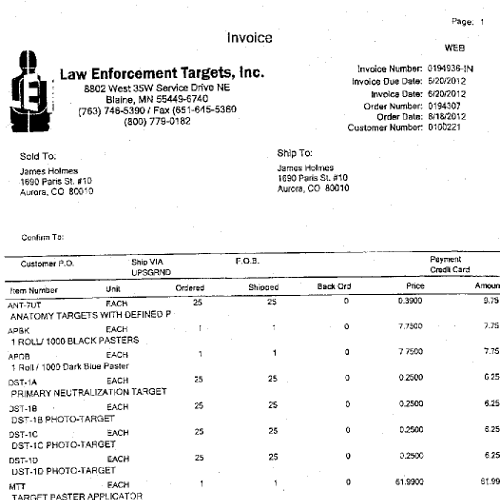 Page: 1
Invoice
WEB
Law Enforcement Targets, Inc.
8802 West 35W Service Drive NE
Blaine, MN 55449-6740
(763) 746-5390 / Fax (651-645-5360
(800) 779-0182
Invoice Number: 0194936-IN
Invoice Due Date: 6/20/2012
Invoice Date: 6/20/2012
Order Number: 0194307
Order Date: 6/18/2012
Customer Number: 0100221
Sold To:
James Holmes
1690 Paris St. #10
Aurora, CO 80010
Ship To:
James Holmes
1690 Paris St. #10
Aurora, CO 80010
Confirm To:
Customer P.O. Ship VIA F.O.B. Payment
UPSGRND Credit Card
Item Number Unit Ordered Shipped Back Ord Price Amoun
ANT-7UT EACH 25 25 0 0.3900 9.75
ANATOMY TARGETS WITH DEFINED P
APBK EACH 1 1 0 7.7500 7.75
1 ROLL/ 1000 BLACK PASTERS
APDB EACH 1 1 0 7.7500 7.75
1 Roll / 1000 Dark Blue Paster
DST-1A EACH 25 25 0 0.2500 6.25
PRIMARY NEUTRALIZATION TARGET
DST-1B EACH 25 25 0 0.2500 6.25
DST-1B PHOTO-TARGET
DST-1C EACH 25 25 0 0.2500 6.25
DST-1C PHOTO-TARGET
DST-1D EACH 25 25 0 0.2500 6.25
DST-1D PHOTO-TARGET
MTT EACH 1 1 0 61.9900 61.99
TARGET PASTER APPLICATOR